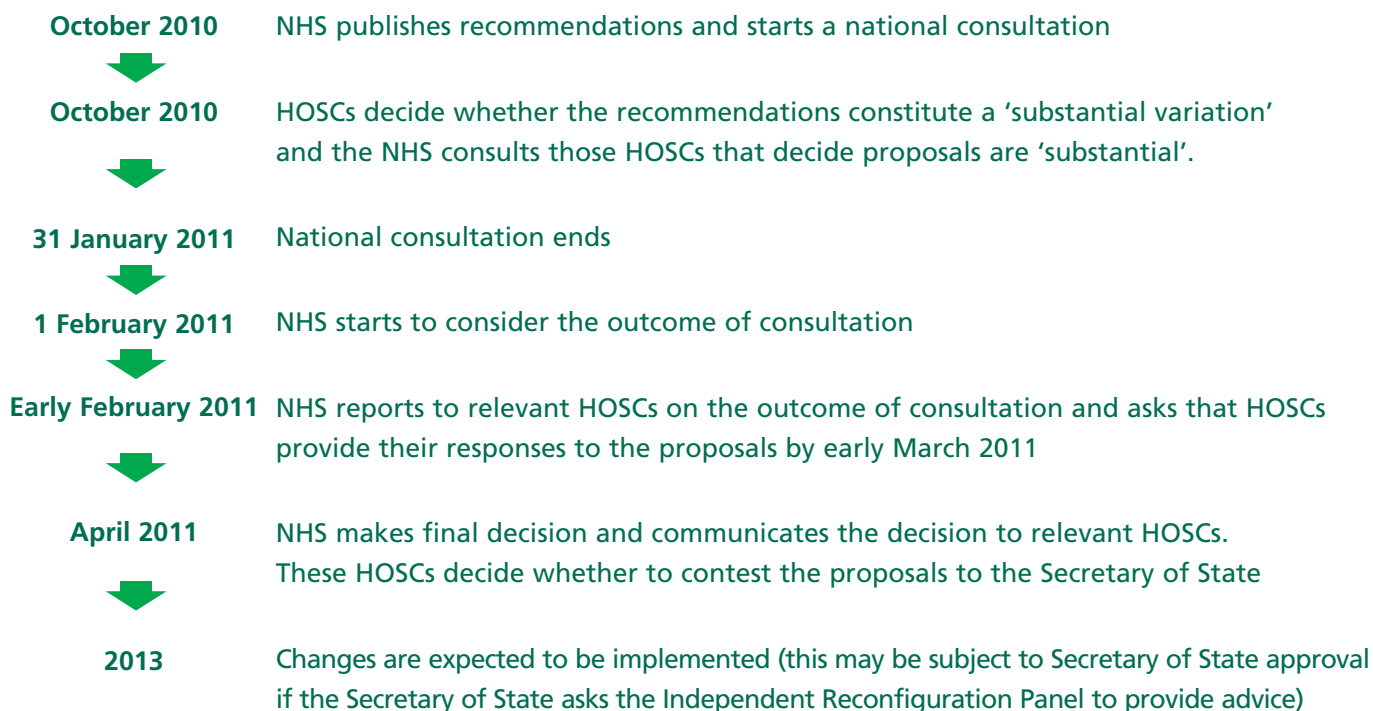 October 2010 NHS publishes recommendations and starts a national consultation
October 2010 HOSCs decide whether the recommendations constitute a ‘substantial variation’
and the NHS consults those HOSCs that decide proposals are ‘substantial’.
31 January 2011 National consultation ends
1 February 2011 NHS starts to consider the outcome of consultation
Early February 2011 NHS reports to relevant HOSCs on the outcome of consultation and asks that HOSCs
provide their responses to the proposals by early March 2011
April 2011 NHS makes final decision and communicates the decision to relevant HOSCs.
These HOSCs decide whether to contest the proposals to the Secretary of State
2013 Changes are expected to be implemented (this may be subject to Secretary of State approval
if the Secretary of State asks the Independent Reconfiguration Panel to provide advice)